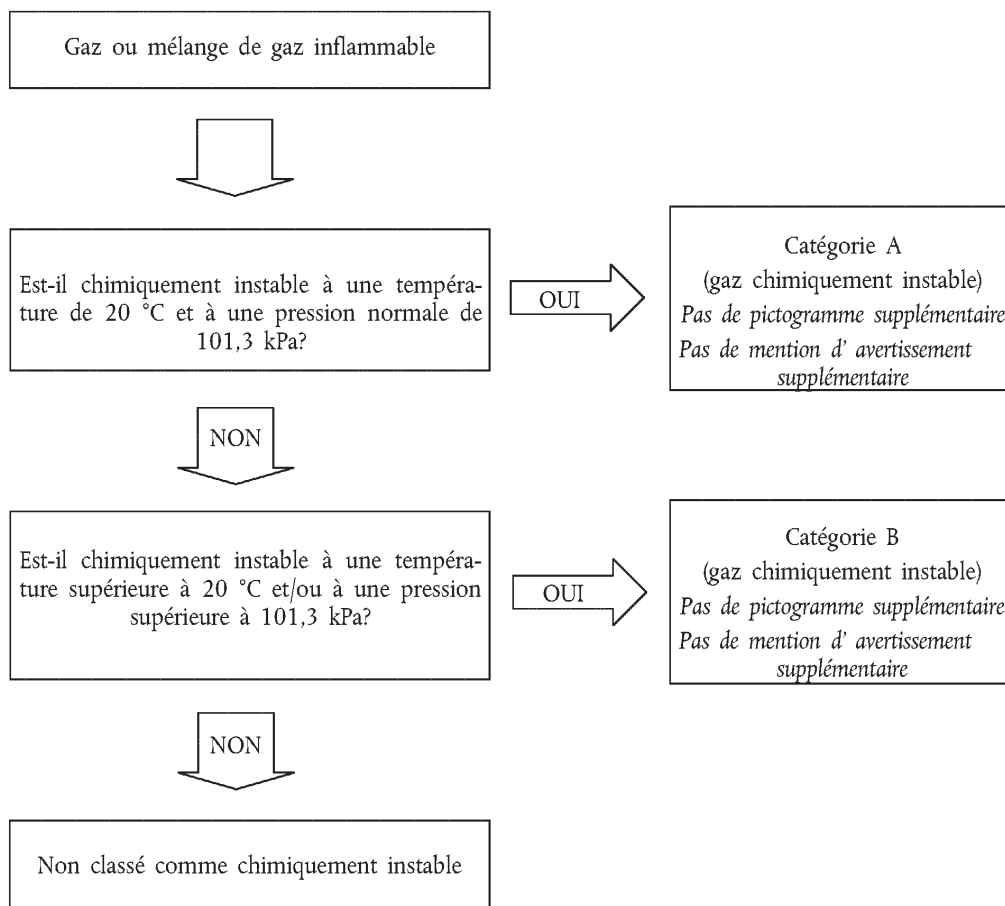 Gaz ou mélange de gaz inflammable
Est-il chimiquement instable à une tempéra-
ture de 20 °C et à une pression normale de
101,3 kPa?
OUI
Catégorie A
(gaz chimiquement instable)
Pas de pictogramme supplémentaire
Pas de mention d' avertissement
supplémentaire
NON
Est-il chimiquement instable à une tempéra-
ture supérieure à 20 °C et/ou à une pression
supérieure à 101,3 kPa?
OUI
Catégorie B
(gaz chimiquement instable)
Pas de pictogramme supplémentaire
Pas de mention d' avertissement
supplémentaire
NON
Non classé comme chimiquement instable